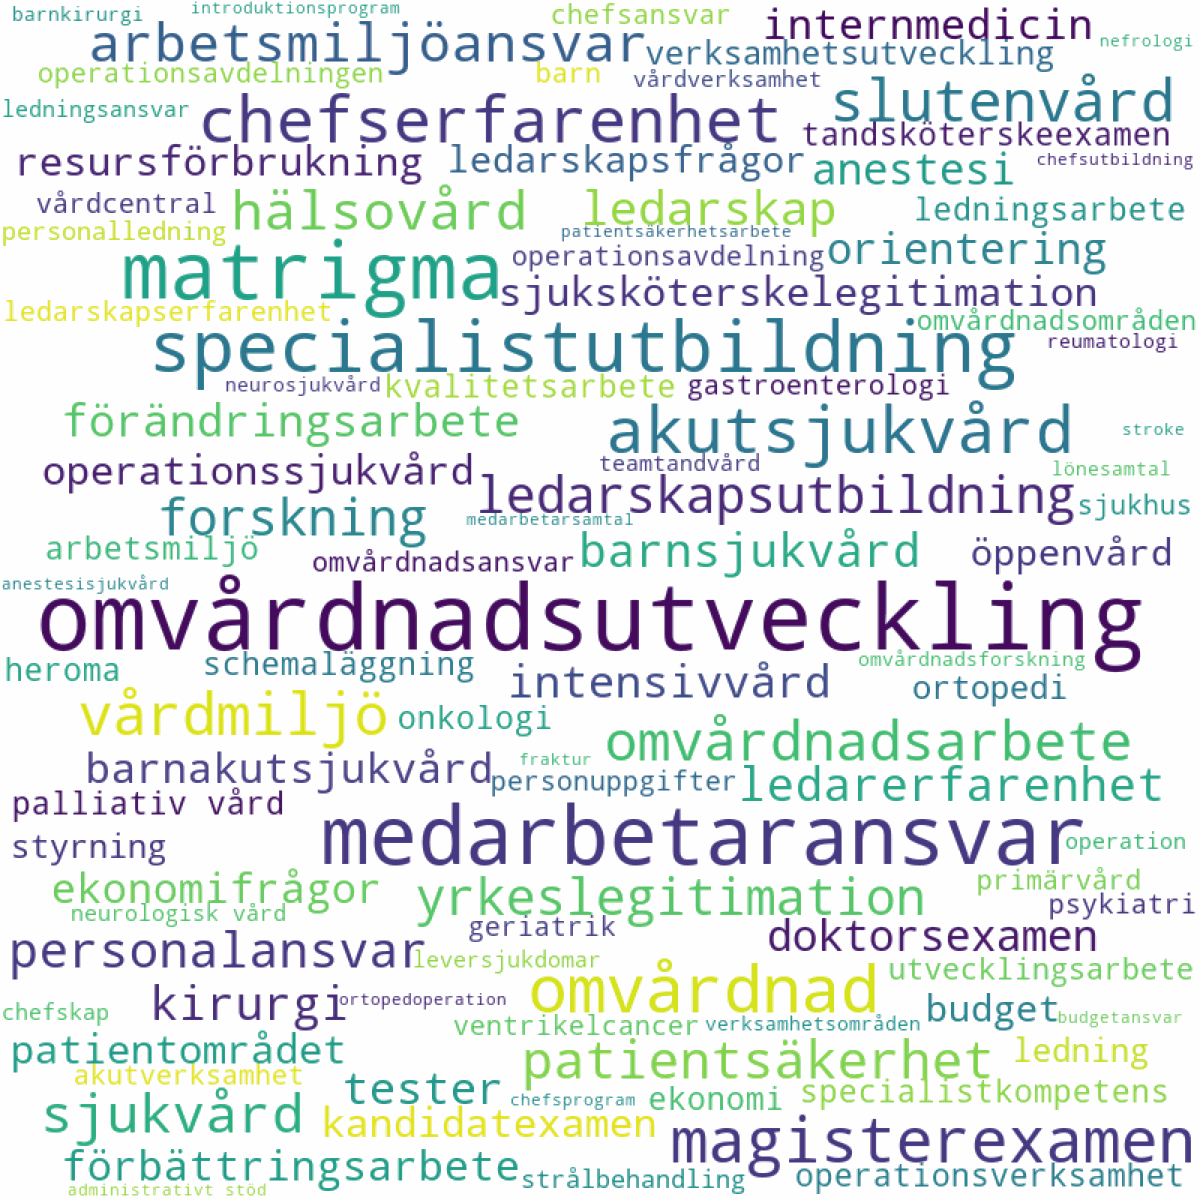 barnkirurgi
introduktionsprogram
chefsansvar
internmedicin
arbetsmiljöansvar
verksamhetsutveckling
nefrologi
operationsavdelningen
barn
vårdverksamhet
ledningsansvar
chefserfarenhet
slutenvård
tandsköterskeexamen
resursförbrukning
ledarskapsfrågor
anestesi
chefsutbildning
vårdcentral
hälsovård
ledarskap
ledningsarbete
personalledning
patientsäkerhetsarbete
matrigma
operationsavdelning
orientering
sjuksköterskelegitimation
ledarskapserfarenhet
omvårdnadsområden
specialistutbildning
reumatologi
neurosjukvård
kvalitetsarbete
gastroenterologi
förändringsarbete
akutsjukvård
stroke
operationssjukvård
teamtandvård
lönesamtal
ledarskapsutbildning
sjukhus
forskning
medarbetarsamtal
arbetsmiljö
omvårdnadsansvar
barnsjukvård
öppenvård
anestesisjukvård
omvårdnadsutveckling
heroma
schemaläggning
omvårdnadsforskning
intensivvård
ortopedi
vårdmiljö
onkologi
omvårdnadsarbete
fraktur
barnakutsjukvård
personuppgifter
ledarerfarenhet
palliativ vård
medarbetaransvar
styrning
operation
ekonomifrågor
yrkeslegitimation
primärvård
neurologisk vård
psykiatri
geriatrik
doktorsexamen
personalansvar
leversjukdomar
utvecklingsarbete
omvårdnad
kirurgi
ortopedoperation
chefskap
budget
ventrikelcancer
verksamhetsområden
budgetansvar
patientområdet
patientsäkerhet
ledning
akutverksamhet
tester
chefsprogram
ekonomi
specialistkompetens
sjukvård
kandidatexamen
magisterexamen
förbättringsarbete
strålbehandling
operationsverksamhet
administrativt stöd